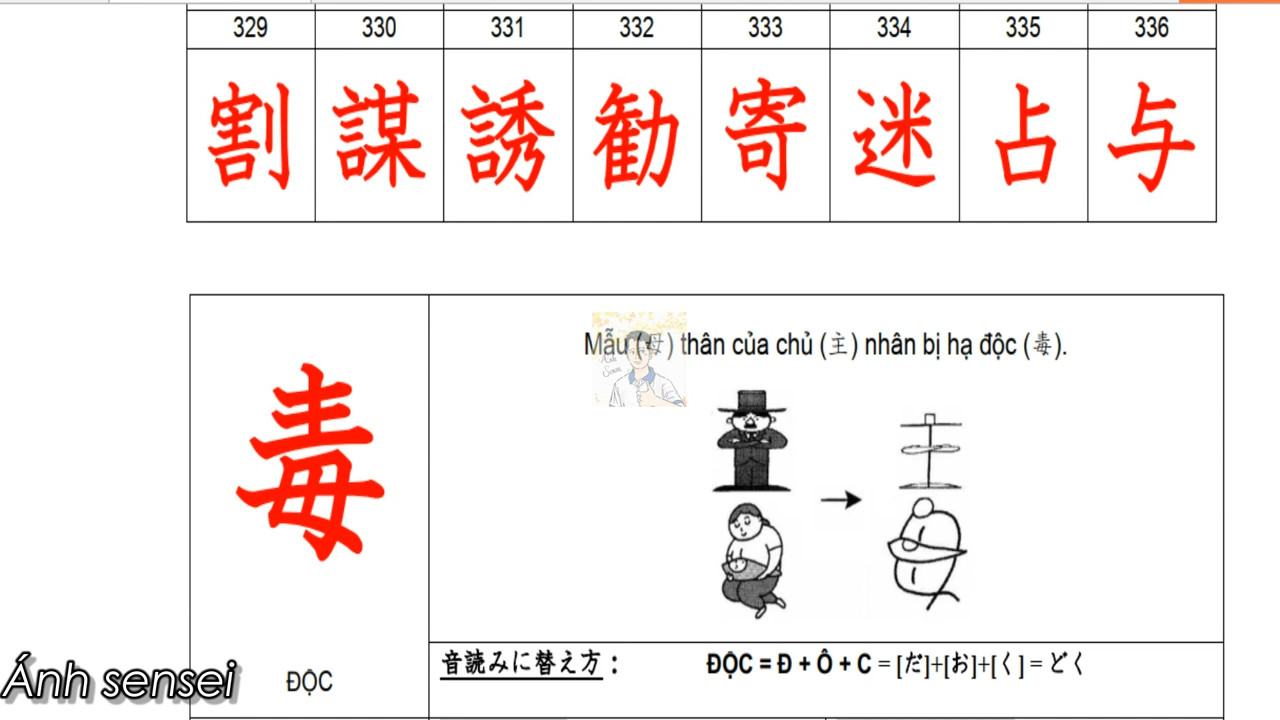 329 330 331 332 333 334 335 336
割 謀 誘 勧 寄 迷 占 与
毒
Mẫu (母) thân của chủ (主) nhân bị hạ độc (毒).
ĐỘC
音読みに替え方： ĐỘC = Đ + Ô + C = [だ]+[お]+[く] = どく
Ánh sensei